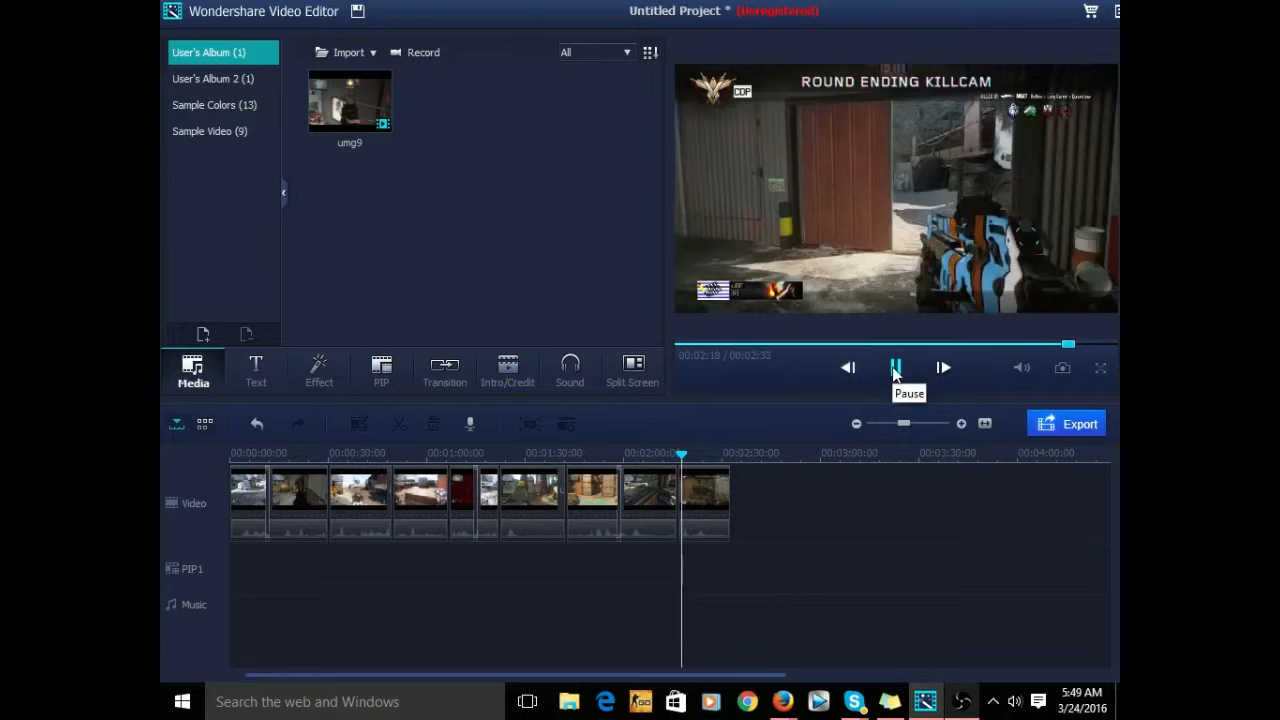 Wondershare Video Editor
Untitled Project * (Unregistered)
User's Album (1)
Import
Record
All
User's Album 2 (1)
Sample Colors (13)
Sample Video (9)
umg9
CDP
ROUND ENDING KILLCAM
00:02:18 / 00:02:33
Pause
Media
Text
Effect
PIP
Transition
Intro/Credit
Sound
Split Screen
Export
00:00:00:00
00:00:30:00
00:01:00:00
00:01:30:00
00:02:00:00
00:02:30:00
00:03:00:00
00:03:30:00
00:04:00:00
Video
PIP1
Music
Search the web and Windows
GO
5:49 AM
3/24/2016